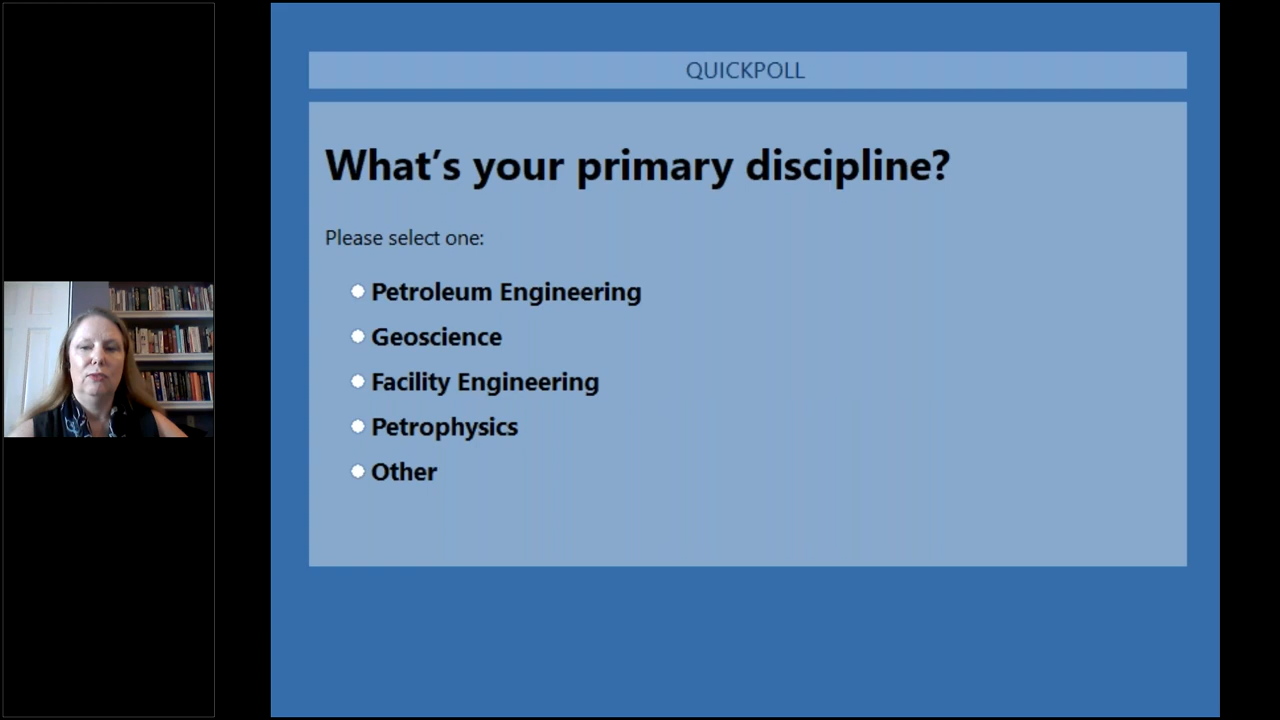 QUICKPOLL
What's your primary discipline?
Please select one:
Petroleum Engineering
Geoscience
Facility Engineering
Petrophysics
Other